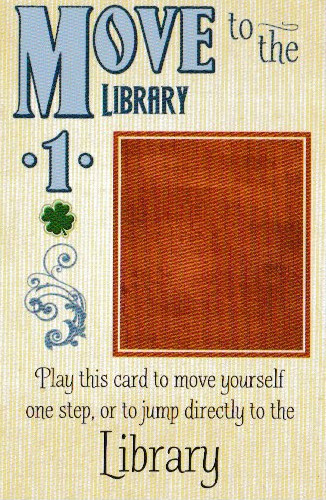 MOVE to the
LIBRARY
·1·
Play this card to move yourself
one step, or to jump directly to the
Library